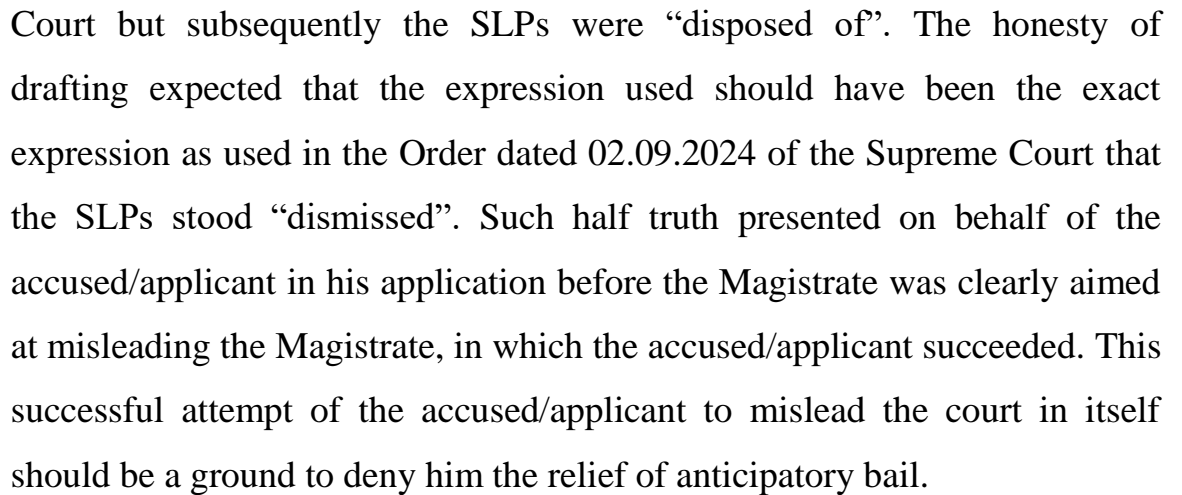 Court but subsequently the SLPs were “disposed of”. The honesty of
drafting expected that the expression used should have been the exact
expression as used in the Order dated 02.09.2024 of the Supreme Court that
the SLPs stood “dismissed”. Such half truth presented on behalf of the
accused/applicant in his application before the Magistrate was clearly aimed
at misleading the Magistrate, in which the accused/applicant succeeded. This
successful attempt of the accused/applicant to mislead the court in itself
should be a ground to deny him the relief of anticipatory bail.